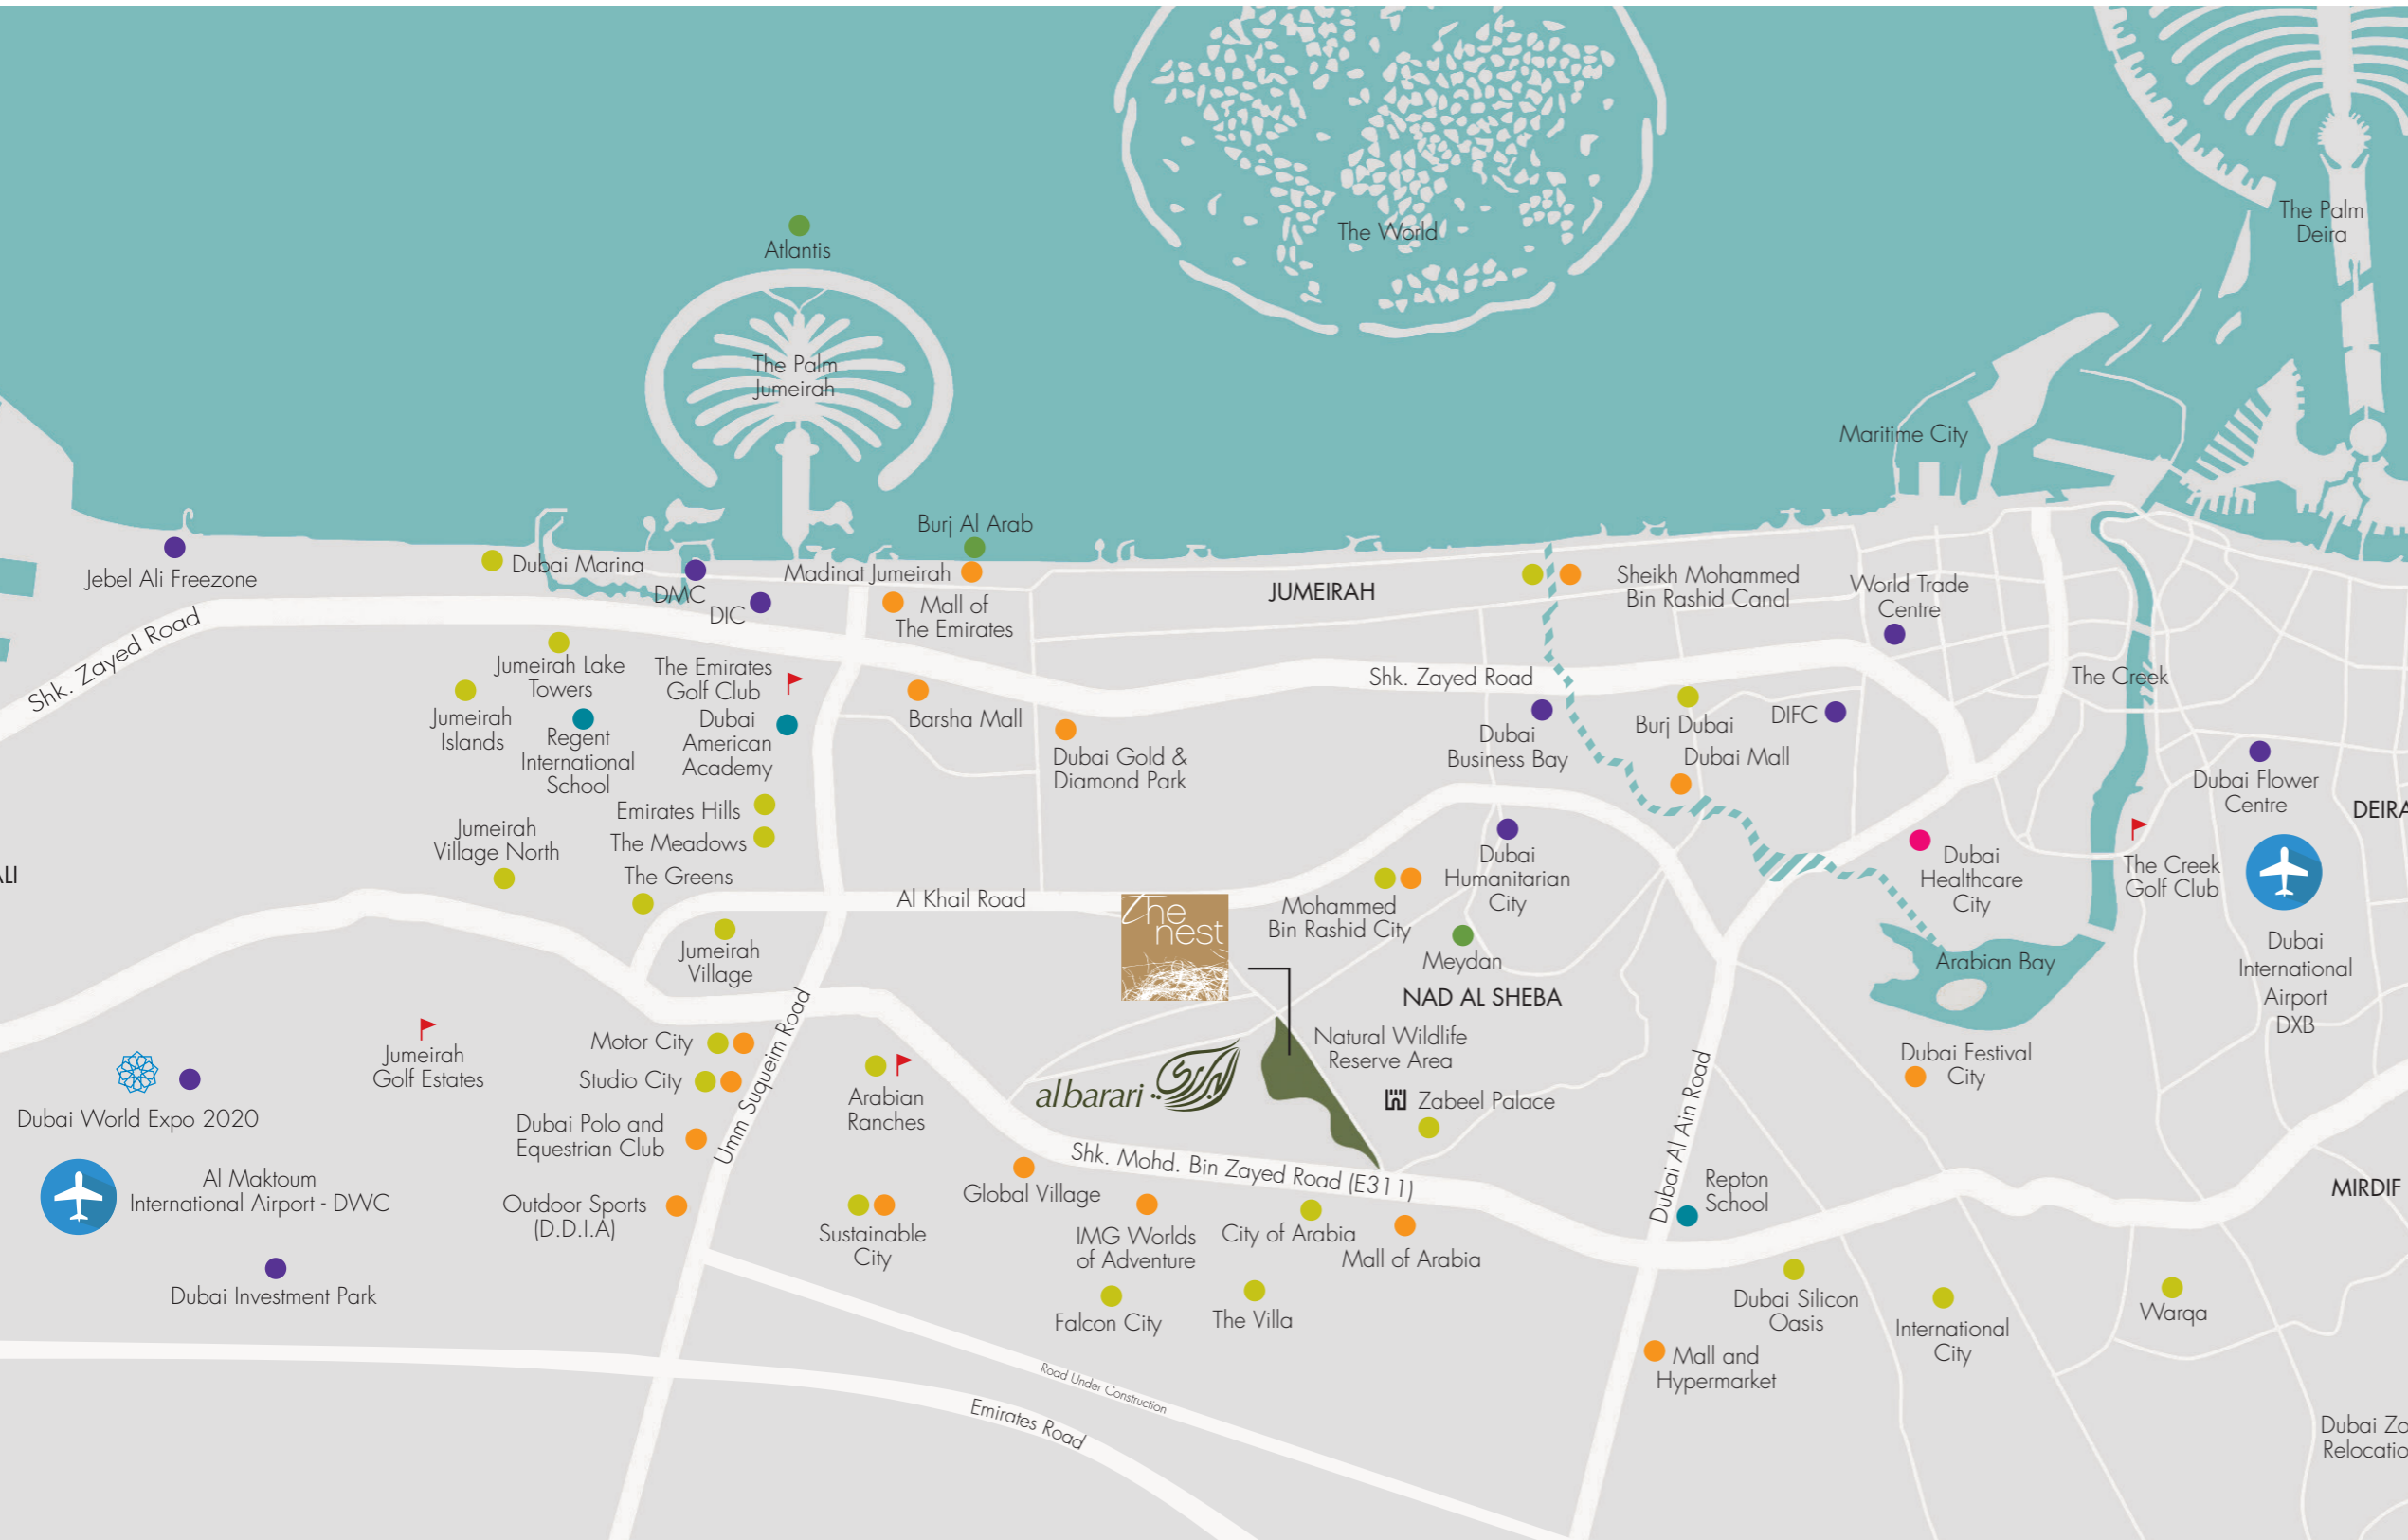 The World
The Palm
Deira
Atlantis
The Palm
Jumeirah
Maritime City
Burj Al Arab
Jebel Ali Freezone
Dubai Marina
DMC
DIC
Madinat Jumeirah
Mall of
The Emirates
JUMEIRAH
Sheikh Mohammed
Bin Rashid Canal
World Trade
Centre
Shk. Zayed Road
Jumeirah Lake
Towers
The Emirates
Golf Club
Shk. Zayed Road
The Creek
Jumeirah
Islands
Regent
International
School
Dubai
American
Academy
Barsha Mall
Dubai Gold &
Diamond Park
Dubai
Business Bay
Burj Dubai
DIFC
Dubai Mall
Dubai Flower
Centre
DEIRA
Emirates Hills
The Meadows
Jumeirah
Village North
The Greens
Dubai
Humanitarian
City
Dubai
Healthcare
City
The Creek
Golf Club
ALI
Al Khail Road
The
nest
Mohammed
Bin Rashid City
Meydan
Jumeirah
Village
Arabian Bay
Dubai
International
Airport
DXB
NAD AL SHEBA
Umm Suqueim Road
Motor City
Studio City
Jumeirah
Golf Estates
Natural Wildlife
Reserve Area
Dubai Festival
City
albarari
البراري
Arabian
Ranches
Zabeel Palace
Dubai World Expo 2020
Dubai Polo and
Equestrian Club
Dubai Al Ain Road
Shk. Mohd. Bin Zayed Road (E311)
Al Maktoum
International Airport - DWC
Outdoor Sports
(D.D.I.A)
Global Village
Repton
School
MIRDIF
Sustainable
City
IMG Worlds
of Adventure
City of Arabia
Mall of Arabia
Dubai Investment Park
Falcon City
The Villa
Dubai Silicon
Oasis
International
City
Warqa
Mall and
Hypermarket
Road Under Construction
Emirates Road
Dubai Zo
Relocatio